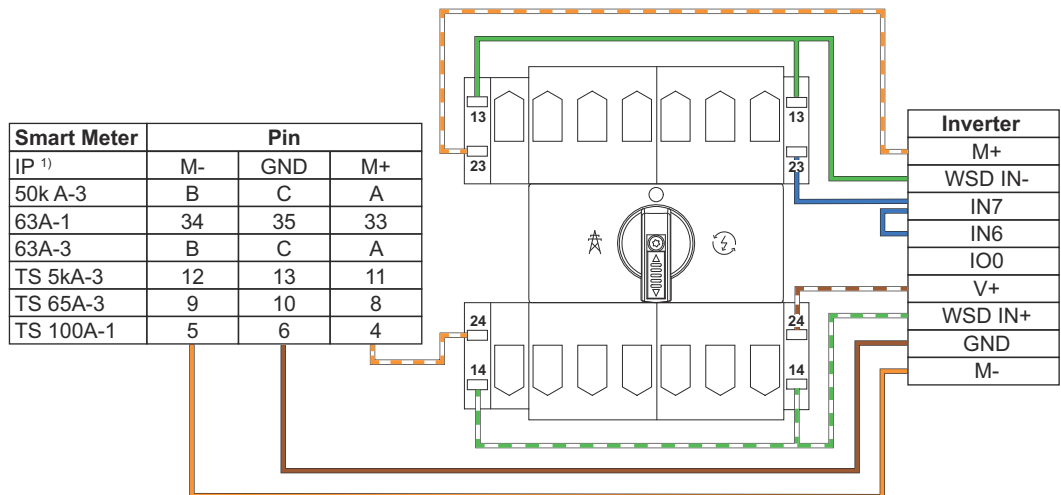 Smart Meter Pin
IP 1) M- GND M+
50k A-3 B C A
63A-1 34 35 33
63A-3 B C A
TS 5kA-3 12 13 11
TS 65A-3 9 10 8
TS 100A-1 5 6 4
13 13
23 23
24 24
14 14
Inverter
M+
WSD IN-
IN7
IN6
IO0
V+
WSD IN+
GND
M-